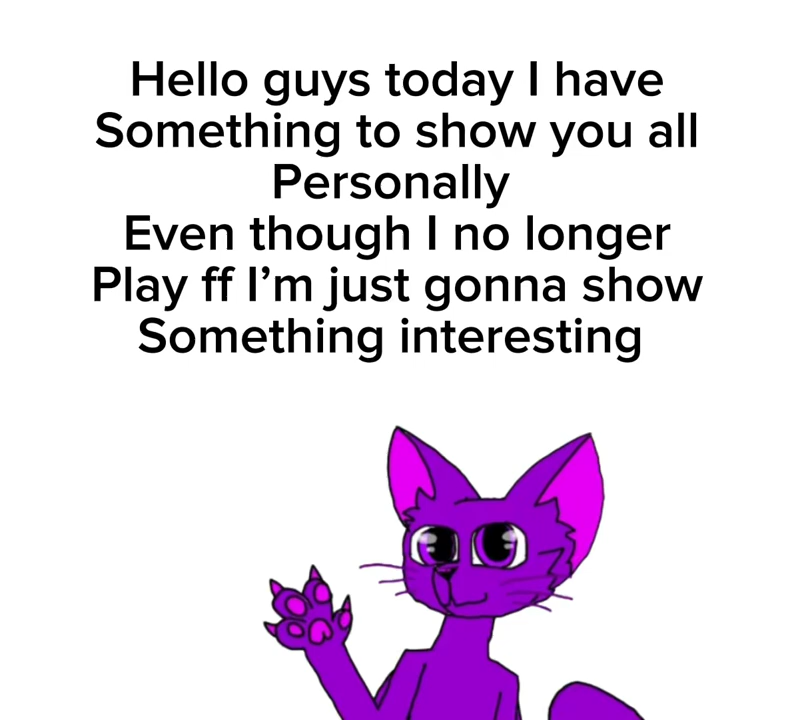 Hello guys today I have
Something to show you all
Personally
Even though I no longer
Play ff I’m just gonna show
Something interesting